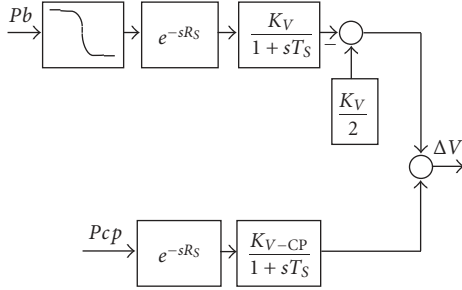 Pb
e^{-sR_S}
K_V
1 + sT_S
−
K_V
2
ΔV
Pcp
e^{-sR_S}
K_{V−CP}
1 + sT_S